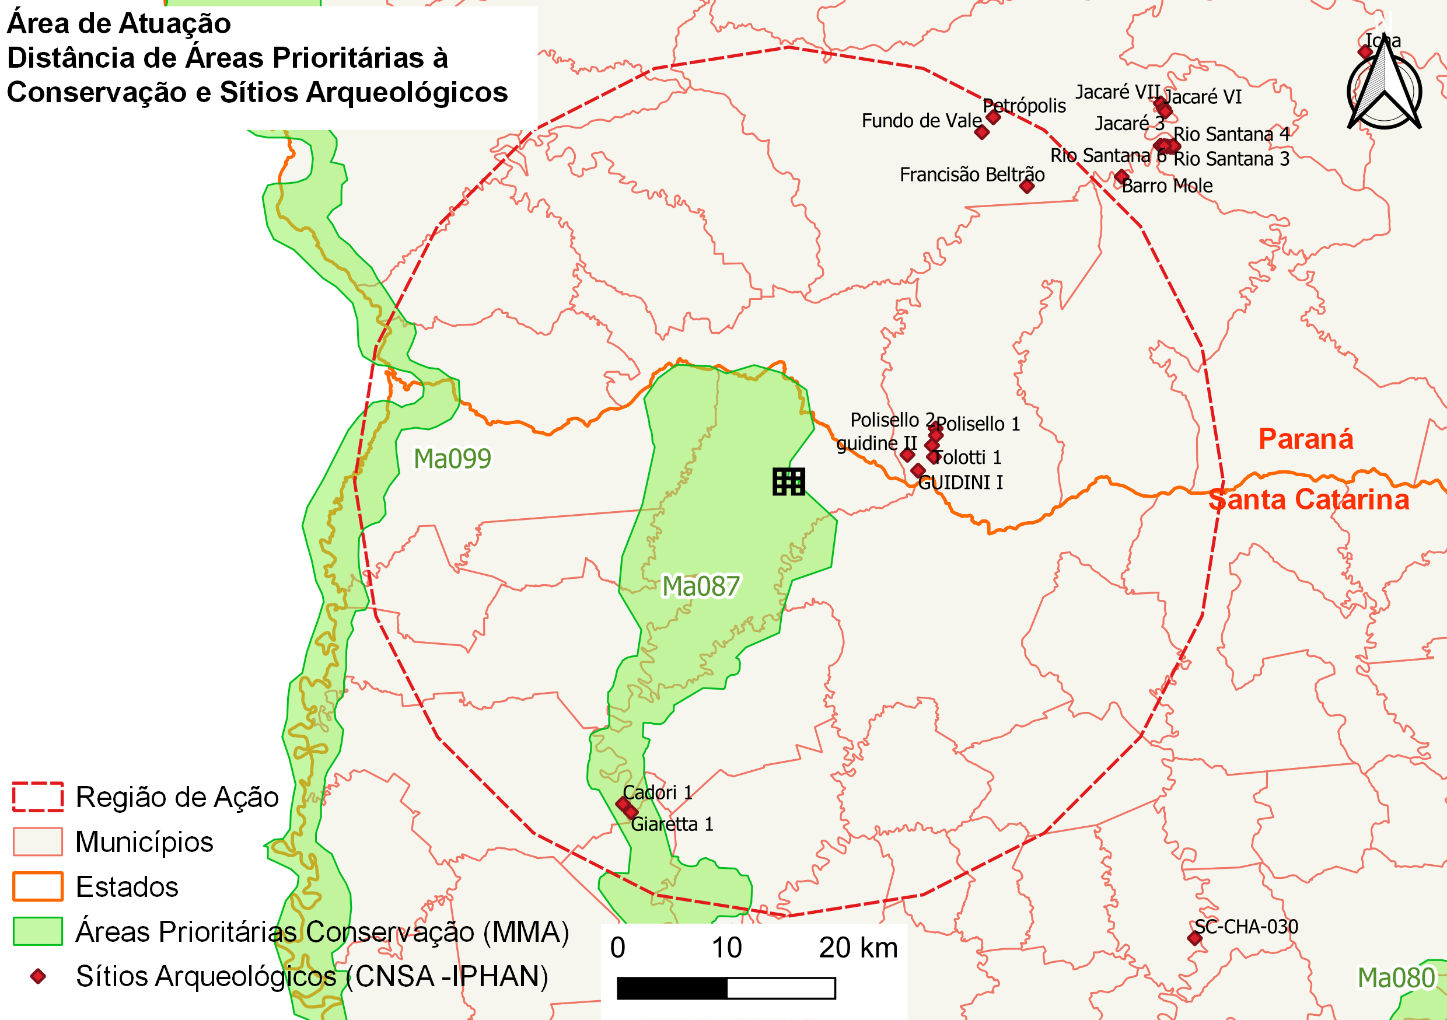 Área de Atuação
Distância de Áreas Prioritárias à
Conservação e Sítios Arqueológicos
N
Icha
Jacaré VII
Jacaré VI
Petrópolis
Fundo de Vale
Jacaré 3
Rio Santana 4
Rio Santana 6
Rio Santana 3
Francisão Beltrão
Barro Mole
Polisello 2
Polisello 1
guidine II
Tolotti 1
GUIDINI I
Paraná
Santa Catarina
Ma099
Ma087
Cadori 1
Giaretta 1
SC-CHA-030
Ma080
Região de Ação
Municípios
Estados
Áreas Prioritárias Conservação (MMA)
Sítios Arqueológicos (CNSA -IPHAN)
0 10 20 km